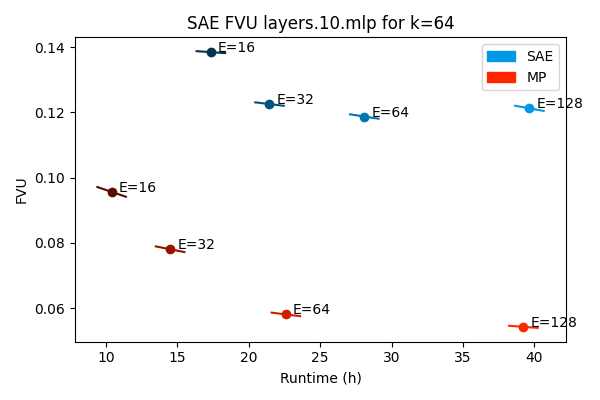 SAE FVU layers.10.mlp for k=64
0.14
0.12
0.10
0.08
0.06
FVU
E=16
E=32
E=64
E=128
E=16
E=32
E=64
E=128
SAE
MP
10 15 20 25 30 35 40
Runtime (h)